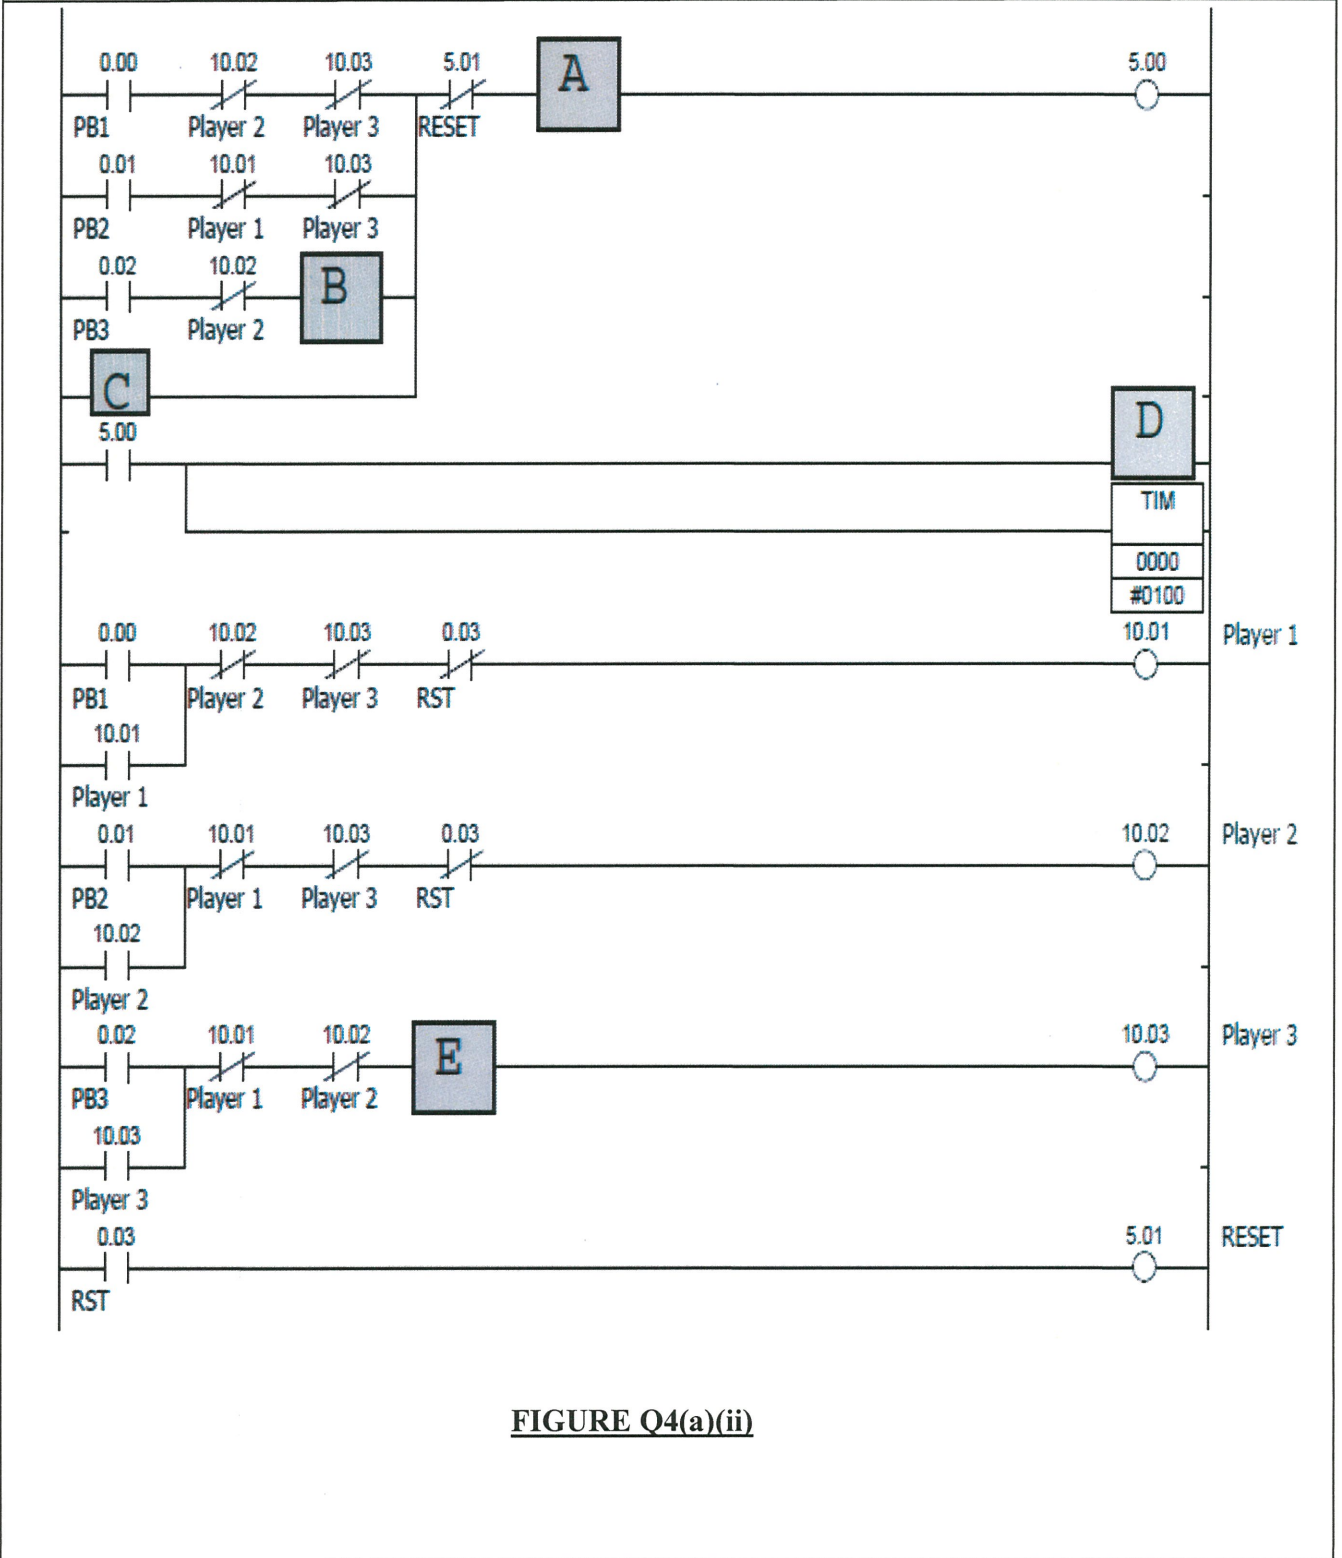 0.00 10.02 10.03 5.01 A 5.00
PB1 Player 2 Player 3 RESET
0.01 10.01 10.03
PB2 Player 1 Player 3
0.02 10.02 B
PB3 Player 2
C
5.00 D
TIM
0000
#0100
0.00 10.02 10.03 0.03 10.01 Player 1
PB1 Player 2 Player 3 RST
10.01
Player 1
0.01 10.01 10.03 0.03 10.02 Player 2
PB2 Player 1 Player 3 RST
10.02
Player 2
0.02 10.01 10.02 E 10.03 Player 3
PB3 Player 1 Player 2
10.03
Player 3
0.03 5.01 RESET
RST
FIGURE Q4(a)(ii)